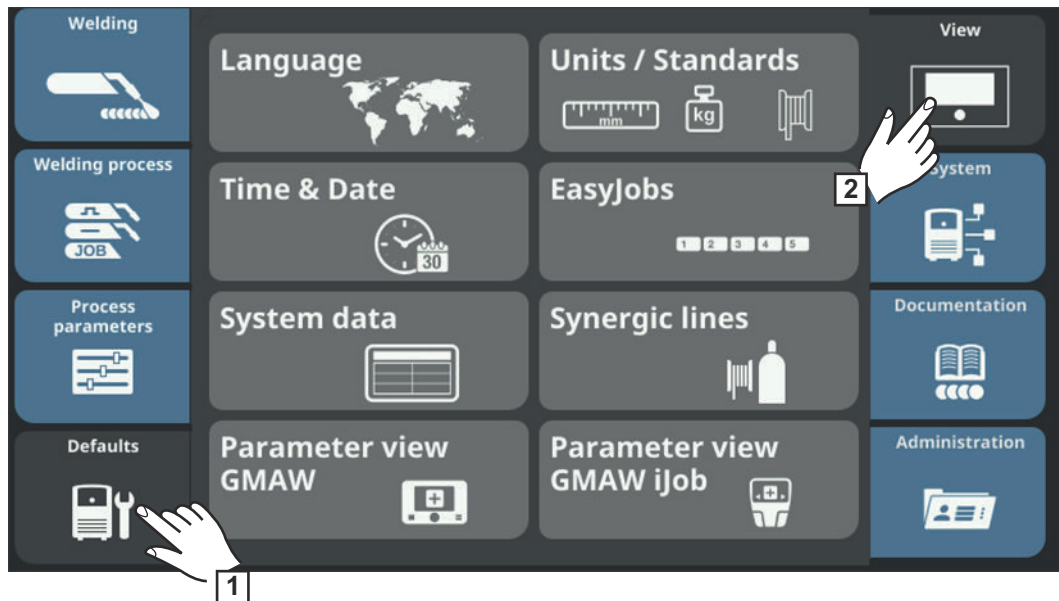 Welding
Welding process
JOB
Process
parameters
Defaults
1
Language
Units / Standards
mm
kg
Time & Date
30
EasyJobs
1 2 3 4 5
System data
Synergic lines
Parameter view
GMAW
Parameter view
GMAW iJob
View
2
System
Documentation
Administration